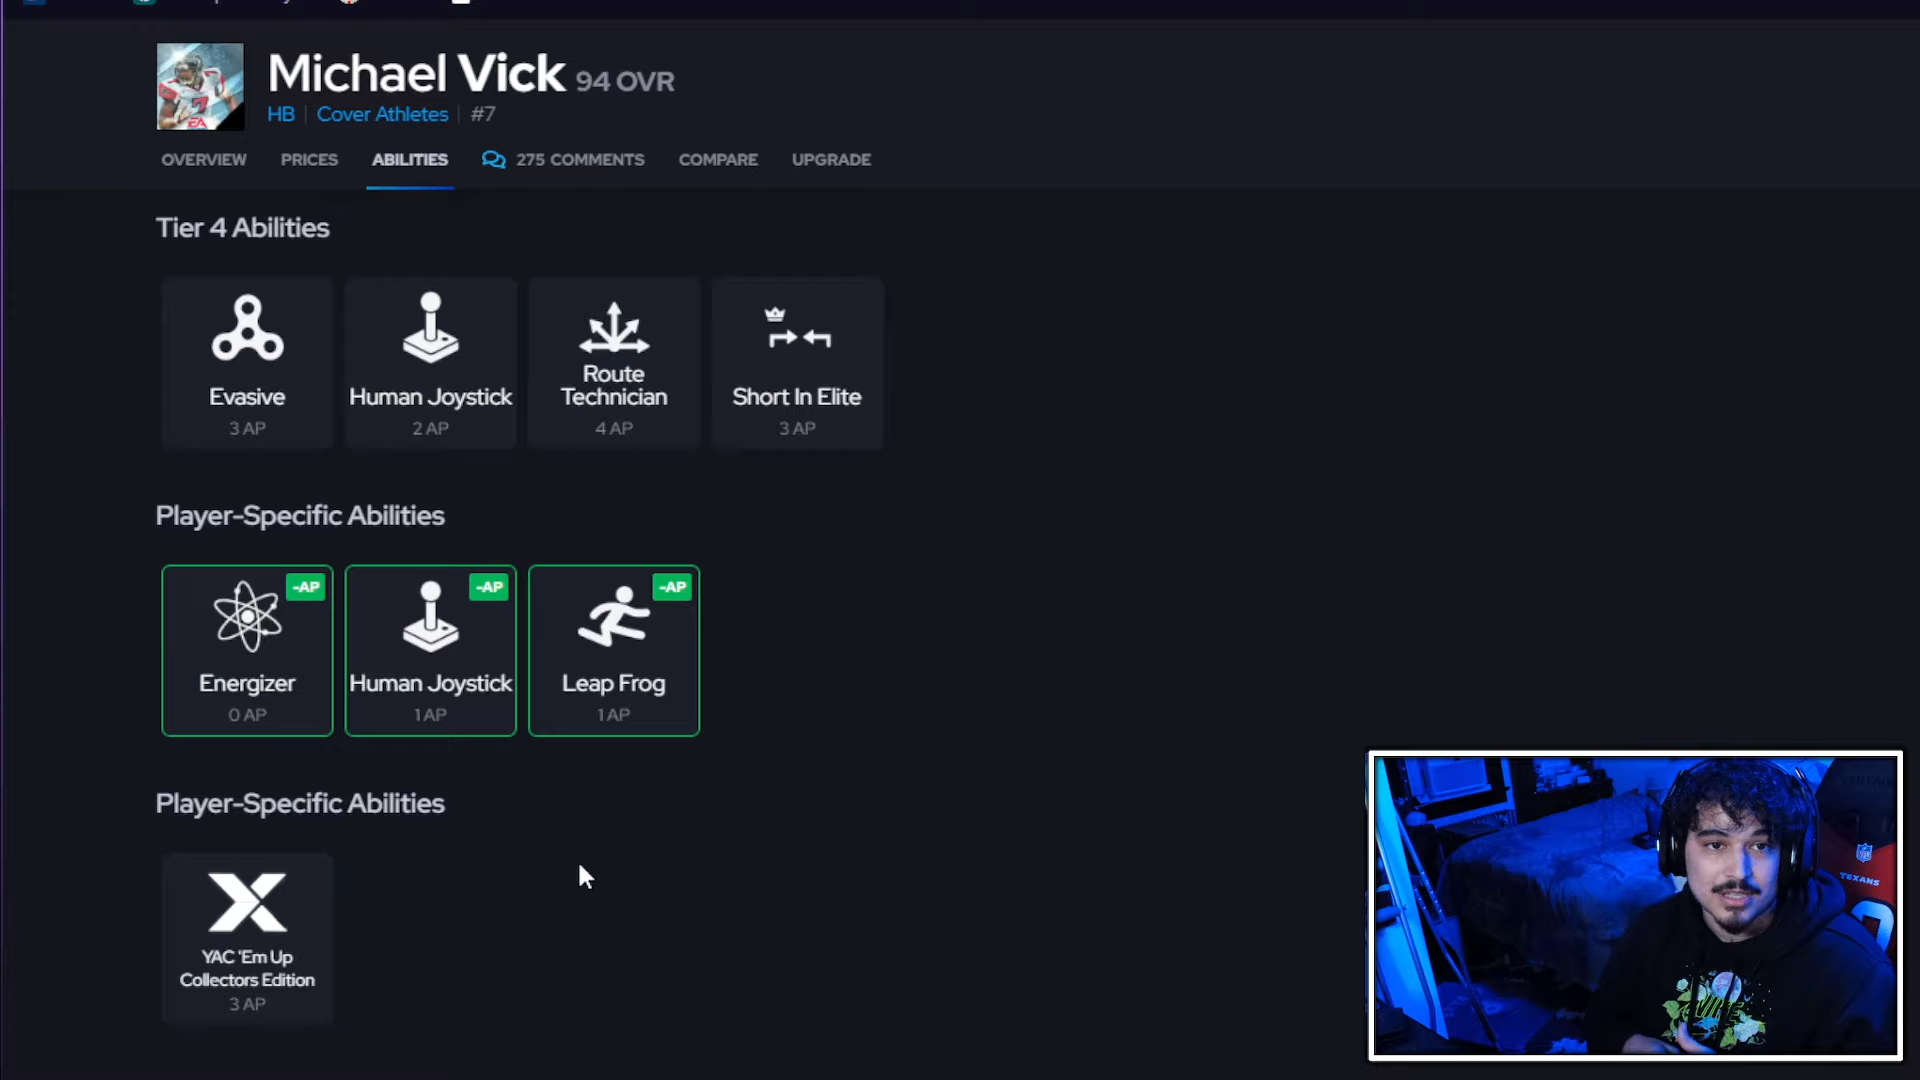 Michael Vick 94 OVR
HB | Cover Athletes | #7
OVERVIEW PRICES ABILITIES 275 COMMENTS COMPARE UPGRADE
Tier 4 Abilities
Evasive
3 AP
Human Joystick
2 AP
Route
Technician
4 AP
Short In Elite
3 AP
Player-Specific Abilities
-AP
Energizer
0 AP
-AP
Human Joystick
1 AP
-AP
Leap Frog
1 AP
Player-Specific Abilities
YAC 'Em Up
Collectors Edition
3 AP
TEXANS